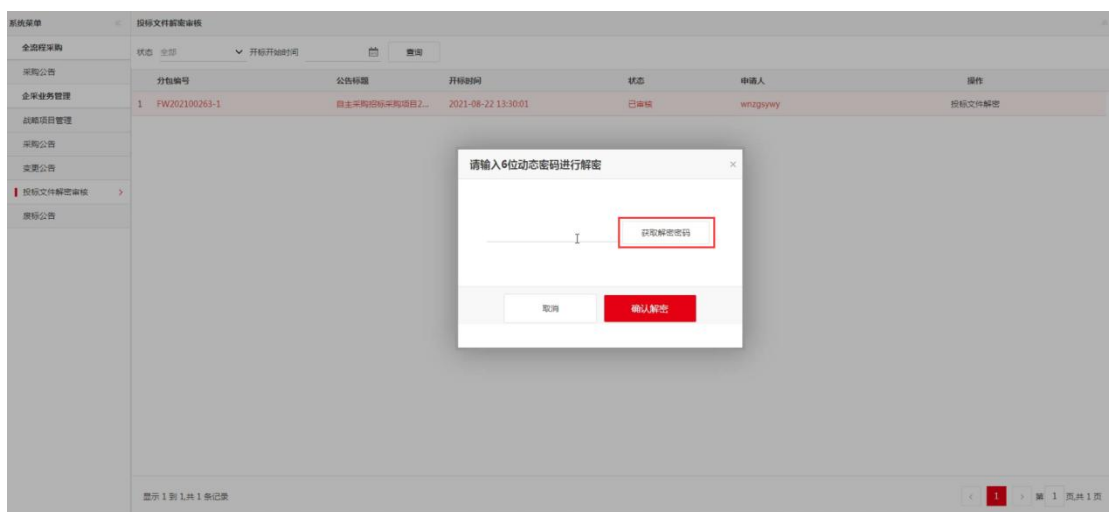 系统菜单
投标文件解密审核
全流程采购
状态 全部 开标开始时间 查询
采购公告
分包编号 公告标题 开标时间 状态 申请人 操作
企采业务管理
1 FW202100263-1 自主采购招标采购项目2... 2021-08-22 13:30:01 已审核 wnzgsywy 投标文件解密
战略项目管理
采购公告
变更公告
投标文件解密审核
废标公告
请输入6位动态密码进行解密
获取解密密码
取消 确认解密
显示 1 到 1,共 1 条记录
1 第 1 页,共 1 页